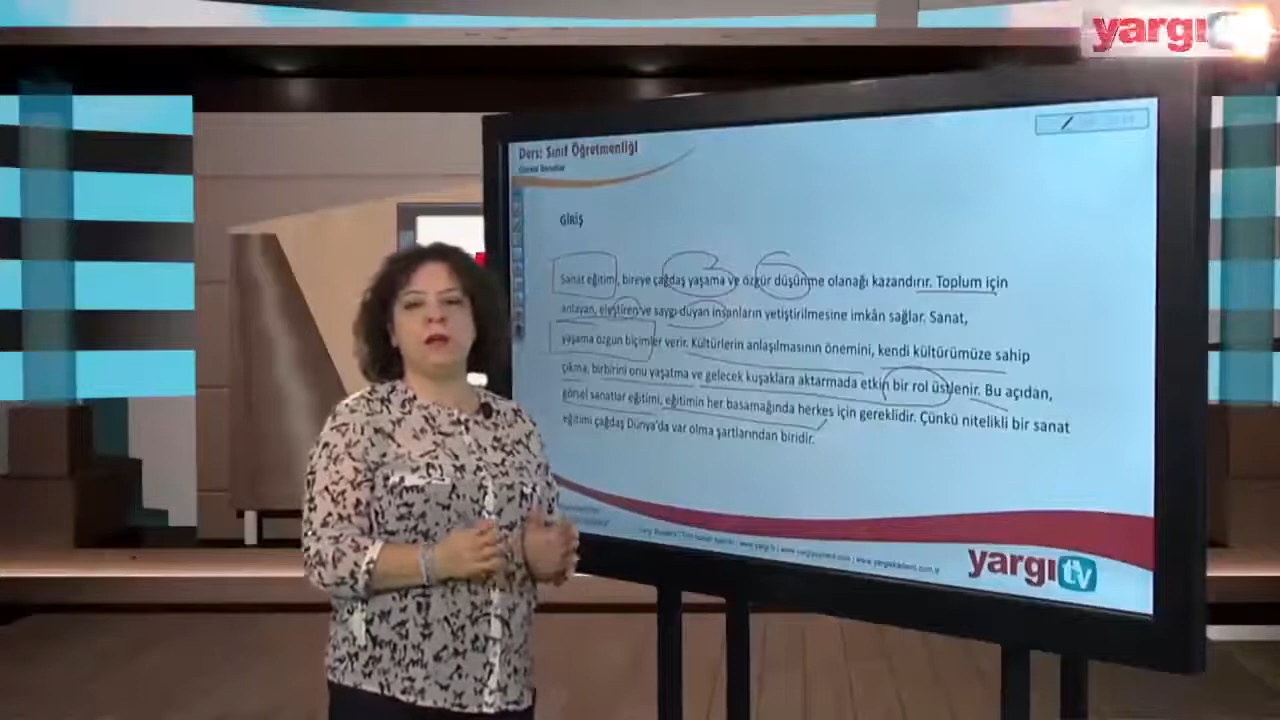 yargı
Ders: Sınıf Öğretmenliği
Görsel Sanatlar
GİRİŞ
Sanat eğitimi, bireye çağdaş yaşama ve özgür düşünme olanağı kazandırır. Toplum için
anlayan, eleştiren ve saygı duyan insanların yetiştirilmesine imkân sağlar. Sanat,
yaşama özgün biçimler verir. Kültürlerin anlaşılmasının önemini, kendi kültürümüze sahip
çıkma, birbirini onu yaşatma ve gelecek kuşaklara aktarmada etkin bir rol üstlenir. Bu açıdan,
görsel sanatlar eğitimi, eğitimin her basamağında herkes için gereklidir. Çünkü nitelikli bir sanat
eğitimi çağdaş Dünya'da var olma şartlarından biridir.
yargı tv